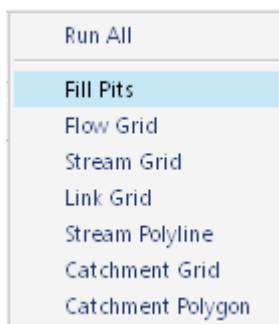 Run All
Fill Pits
Flow Grid
Stream Grid
Link Grid
Stream Polyline
Catchment Grid
Catchment Polygon